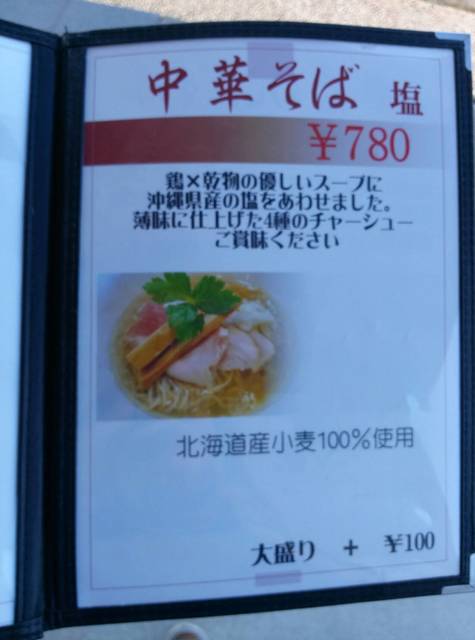 中華そば 塩
￥780
鶏×乾物の優しいスープに
沖縄県産の塩をあわせました。
薄味に仕上げた4種のチャーシュー
ご賞味ください
北海道産小麦100％使用
大盛り + ￥100